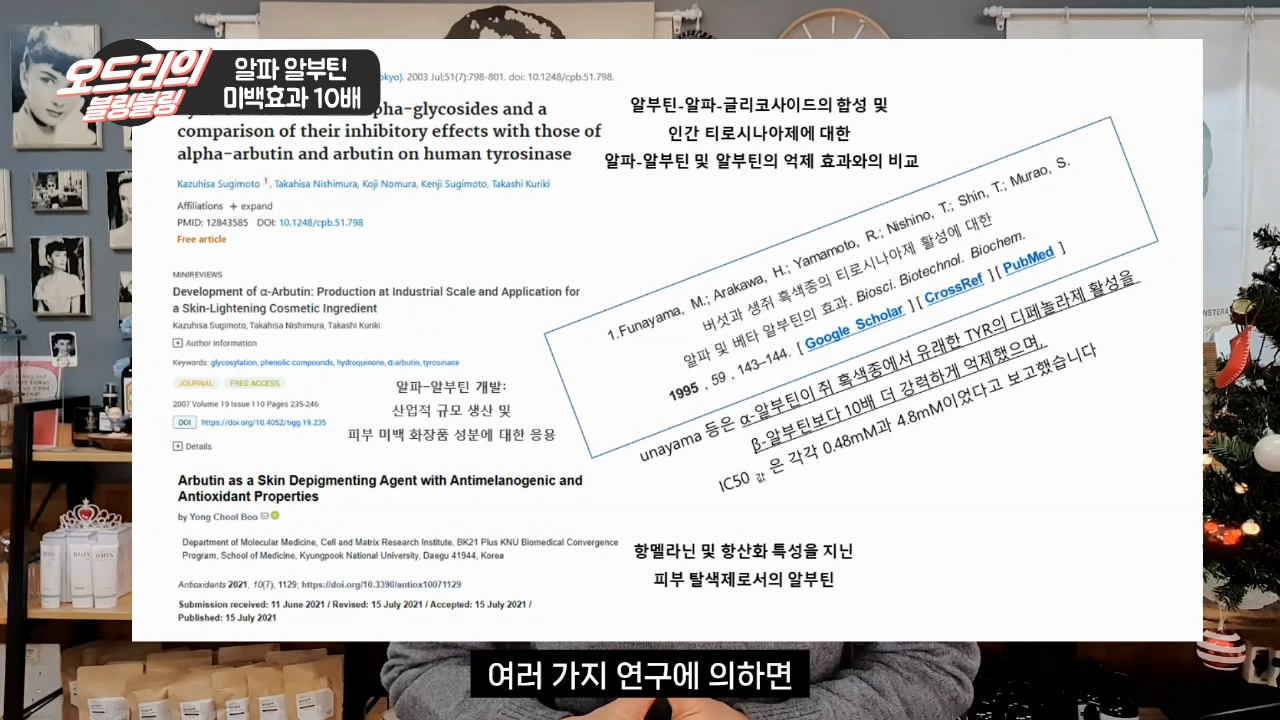 오드리의
블링블링
알파 알부틴
미백효과 10배
okyo). 2003 Jul;51(7):798-801. doi: 10.1248/cpb.51.798.
pha-glycosides and a
comparison of their inhibitory effects with those of
alpha-arbutin and arbutin on human tyrosinase
Kazuhisa Sugimoto 1, Takahisa Nishimura, Koji Nomura, Kenji Sugimoto, Takashi Kuriki
Affiliations + expand
PMID: 12843585 DOI: 10.1248/cpb.51.798
Free article
알부틴-알파-글리코사이드의 합성 및
인간 티로시나아제에 대한
알파-알부틴 및 알부틴의 억제 효과와의 비교
MINIREVIEWS
Development of α-Arbutin: Production at Industrial Scale and Application for
a Skin-Lightening Cosmetic Ingredient
Kazuhisa Sugimoto, Takahisa Nishimura, Takashi Kuriki
+ Author information
Keywords: glycosylation, phenolic compounds, hydroquinone, α-arbutin, tyrosinase
JOURNAL FREE ACCESS
2007 Volume 19 Issue 110 Pages 235-246
DOI https://doi.org/10.4052/tigg.19.235
+ Details
알파-알부틴 개발:
산업적 규모 생산 및
피부 미백 화장품 성분에 대한 응용
1.Funayama, M.; Arakawa, H.; Yamamoto, R.; Nishino, T.; Shin, T.; Murao, S.
버섯과 생쥐 흑색종의 티로시나아제 활성에 대한
알파 및 베타 알부틴의 효과. Biosci. Biotechnol. Biochem.
1995 , 59 , 143–144. [ Google Scholar ] [ CrossRef ] [ PubMed ]
unayama 등은 α-알부틴이 쥐 흑색종에서 유래한 TYR의 디페놀라제 활성을
β-알부틴보다 10배 더 강력하게 억제했으며,
IC50 값 은 각각 0.48mM과 4.8mM이었다고 보고했습니다
Arbutin as a Skin Depigmenting Agent with Antimelanogenic and
Antioxidant Properties
by Yong Chool Boo
Department of Molecular Medicine, Cell and Matrix Research Institute, BK21 Plus KNU Biomedical Convergence
Program, School of Medicine, Kyungpook National University, Daegu 41944, Korea
Antioxidants 2021, 10(7), 1129; https://doi.org/10.3390/antiox10071129
Submission received: 11 June 2021 / Revised: 15 July 2021 / Accepted: 15 July 2021 /
Published: 15 July 2021
항멜라닌 및 항산화 특성을 지닌
피부 탈색제로서의 알부틴
여러 가지 연구에 의하면